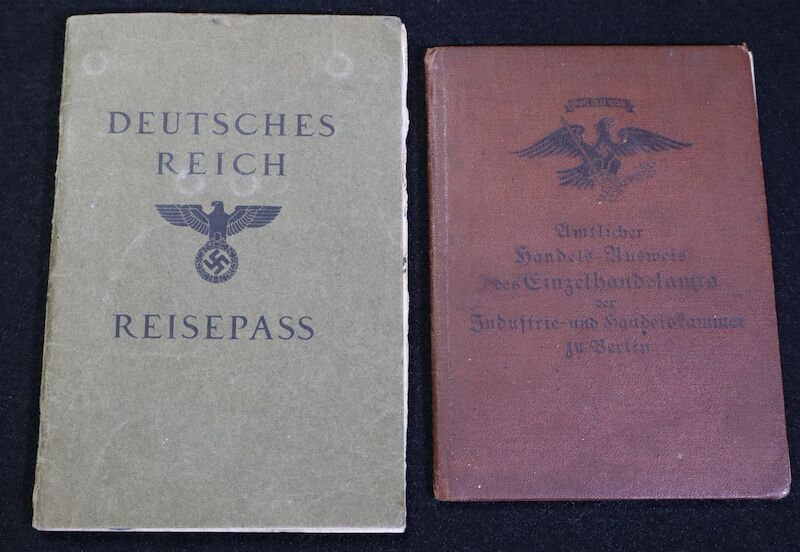 DEUTSCHES
REICH
REISEPASS
Amtlicher
Handels-Ausweis
des Einzelhandelamts
der
Industrie- und Handelskammer
zu Berlin